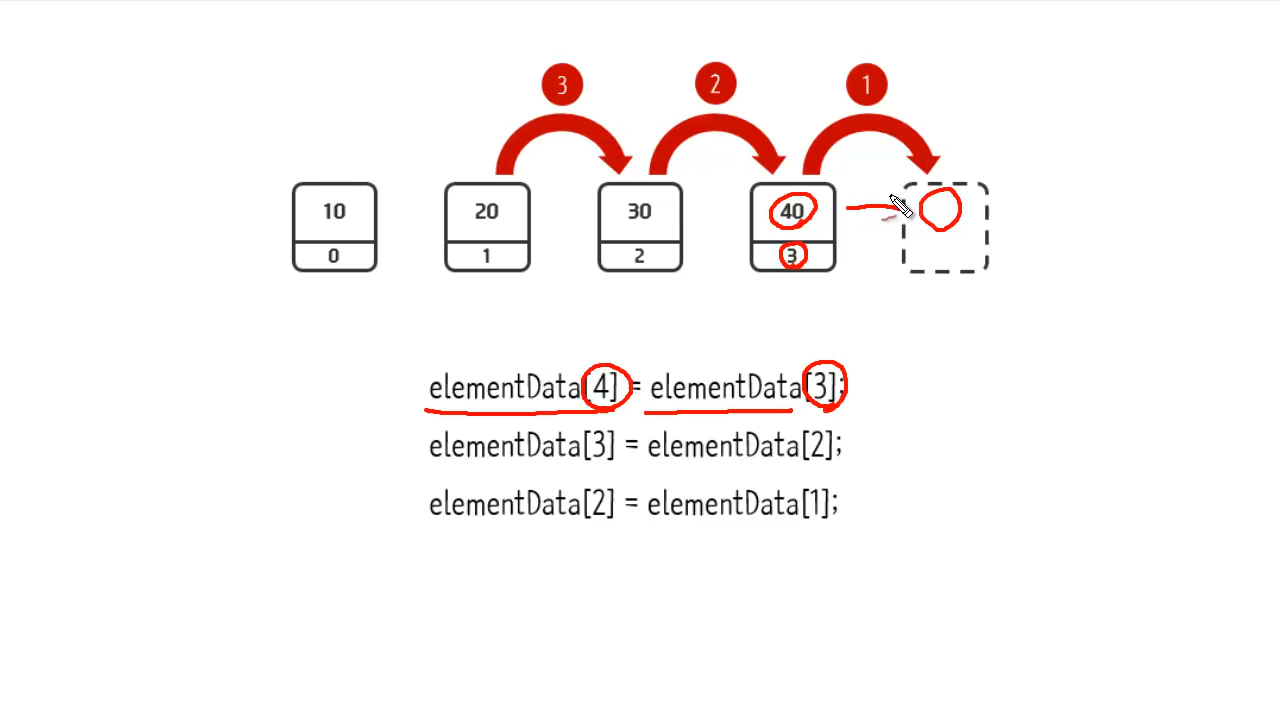 3 2 1
10 20 30 40
0 1 2 3
elementData[4] = elementData[3];
elementData[3] = elementData[2];
elementData[2] = elementData[1];